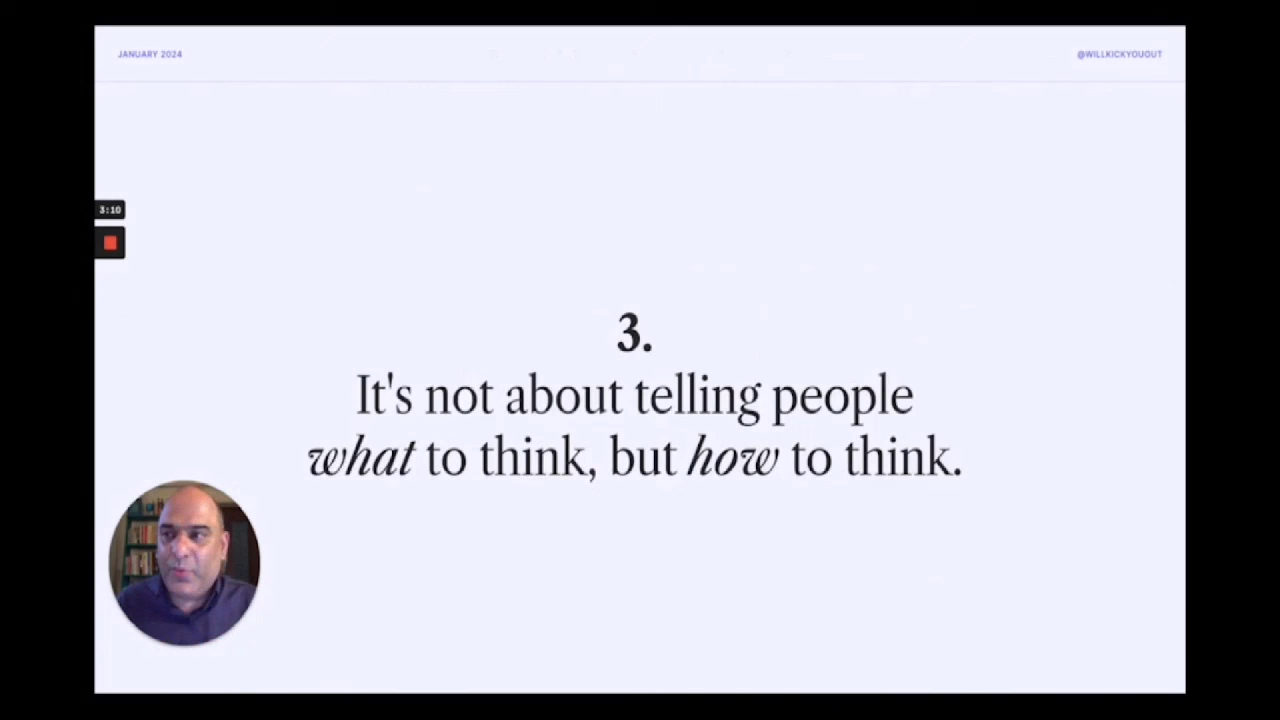 JANUARY 2024
@WILLKICKYOUOUT
3:10
3.
It's not about telling people
what to think, but how to think.